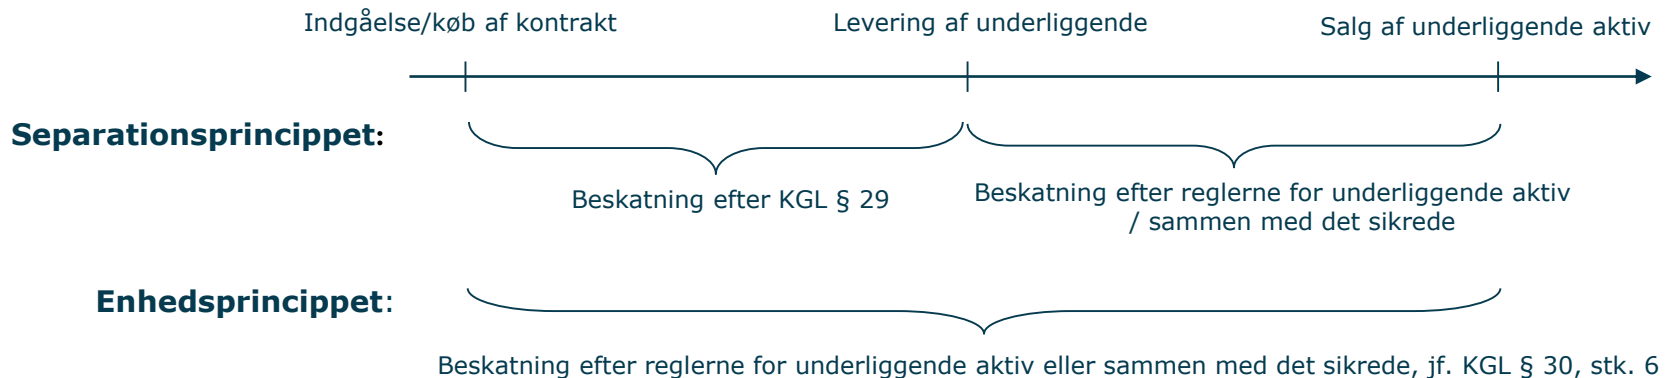 Indgåelse/køb af kontrakt
Levering af underliggende
Salg af underliggende aktiv
Separationsprincippet:
Beskatning efter KGL § 29
Beskatning efter reglerne for underliggende aktiv
/ sammen med det sikrede
Enhedsprincippet:
Beskatning efter reglerne for underliggende aktiv eller sammen med det sikrede, jf. KGL § 30, stk. 6